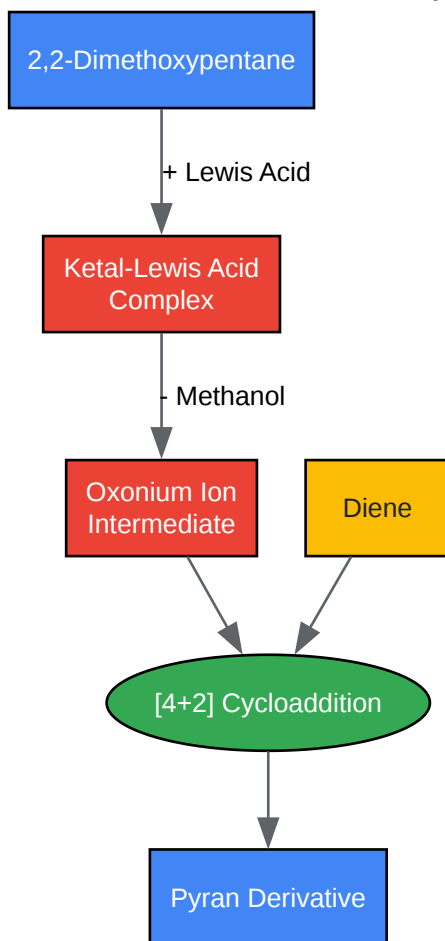 2,2-Dimethoxypentane
+ Lewis Acid
Ketal-Lewis Acid
Complex
- Methanol
Oxonium Ion
Intermediate
Diene
[4+2] Cycloaddition
Pyran Derivative